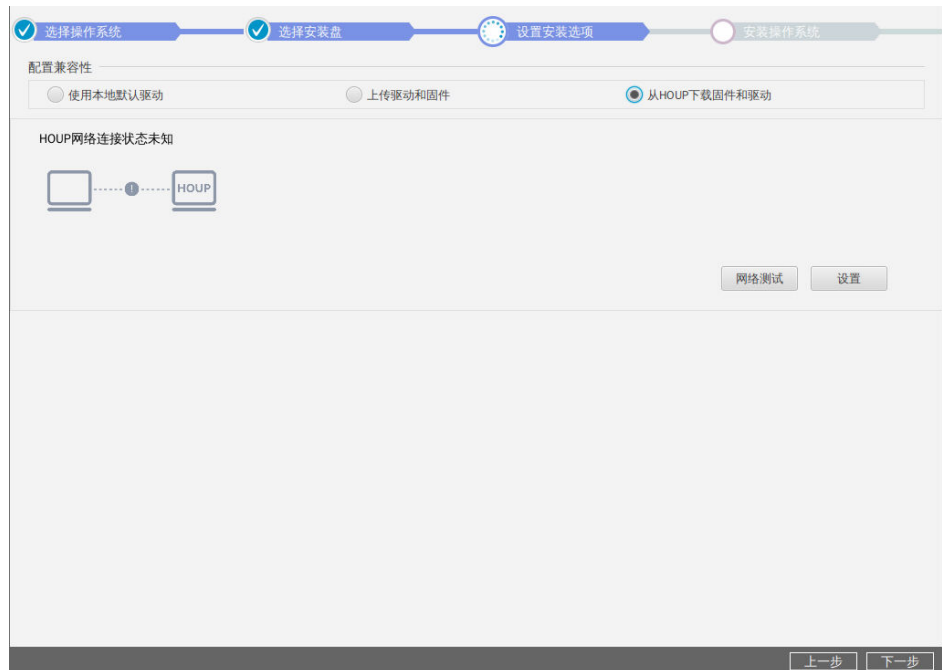 选择操作系统 选择安装盘 设置安装选项 安装操作系统
配置兼容性
使用本地默认驱动 上传驱动和固件 从HOUP下载固件和驱动
HOUP网络连接状态未知
HOUP
网络测试 设置
上一步 下一步